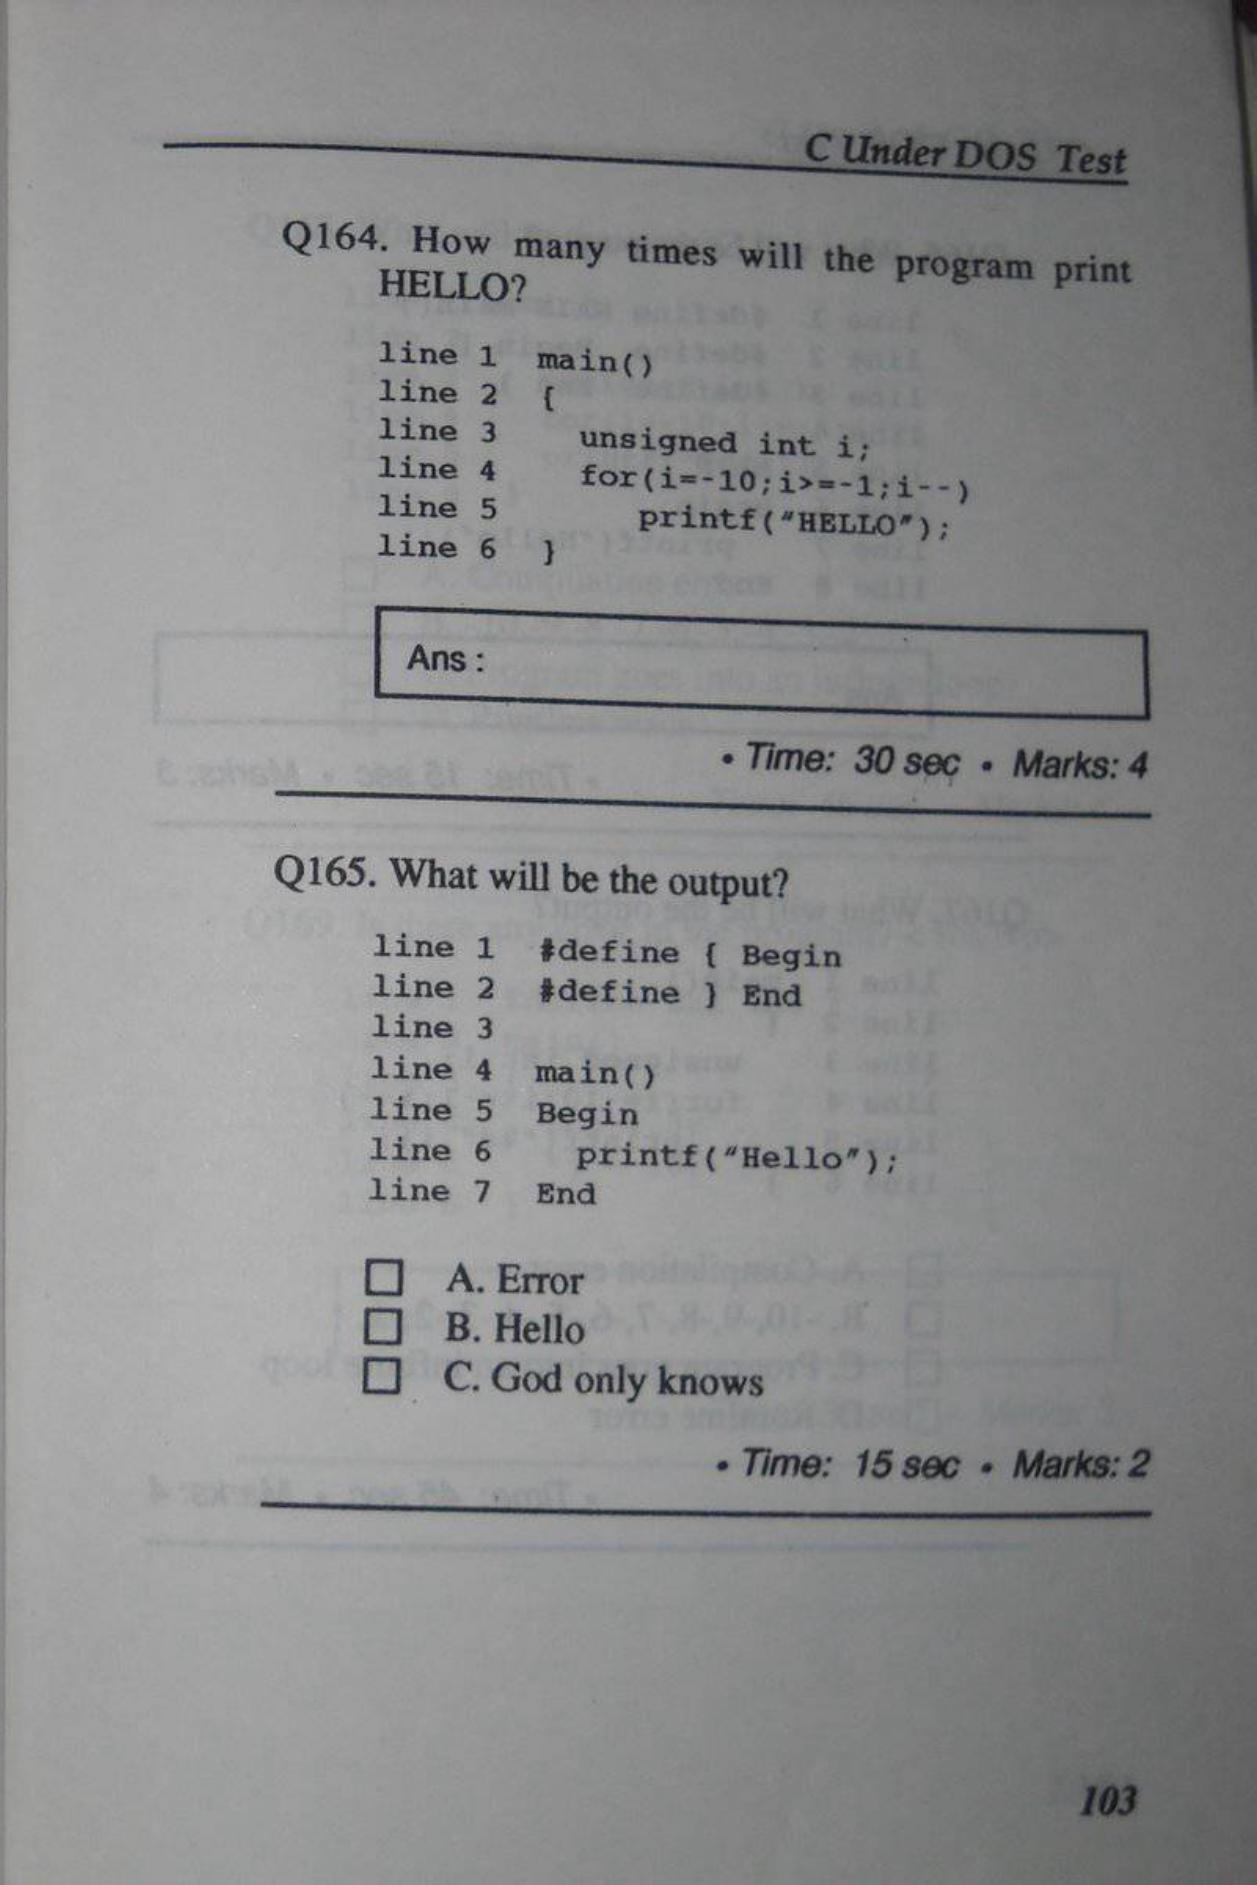 C Under DOS Test
Q164. How many times will the program print
HELLO?
line 1 main()
line 2 {
line 3 unsigned int i;
line 4 for(i=-10;i>=-1;i--)
line 5 printf("HELLO");
line 6 }
Ans :
• Time: 30 sec • Marks: 4
Q165. What will be the output?
line 1 #define { Begin
line 2 #define } End
line 3
line 4 main()
line 5 Begin
line 6 printf("Hello");
line 7 End
A. Error
B. Hello
C. God only knows
• Time: 15 sec • Marks: 2
103